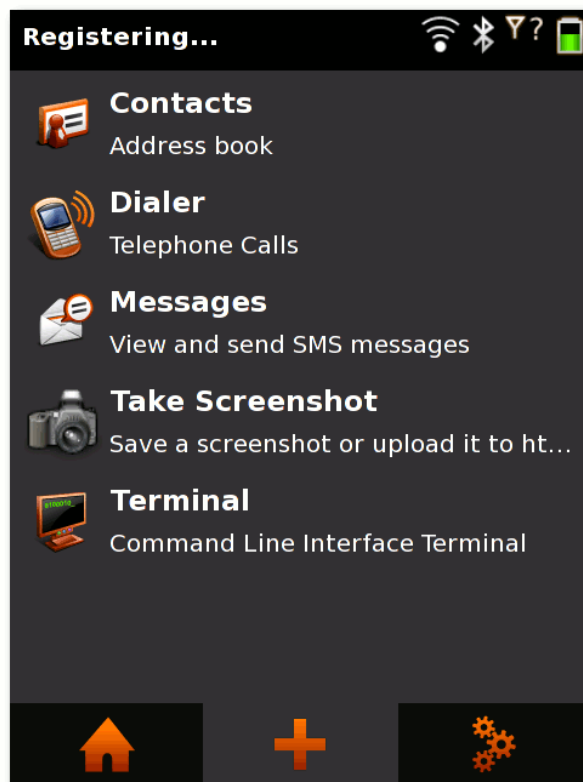 Registering...
?
Contacts
Address book
Dialer
Telephone Calls
Messages
View and send SMS messages
Take Screenshot
Save a screenshot or upload it to ht...
Terminal
Command Line Interface Terminal